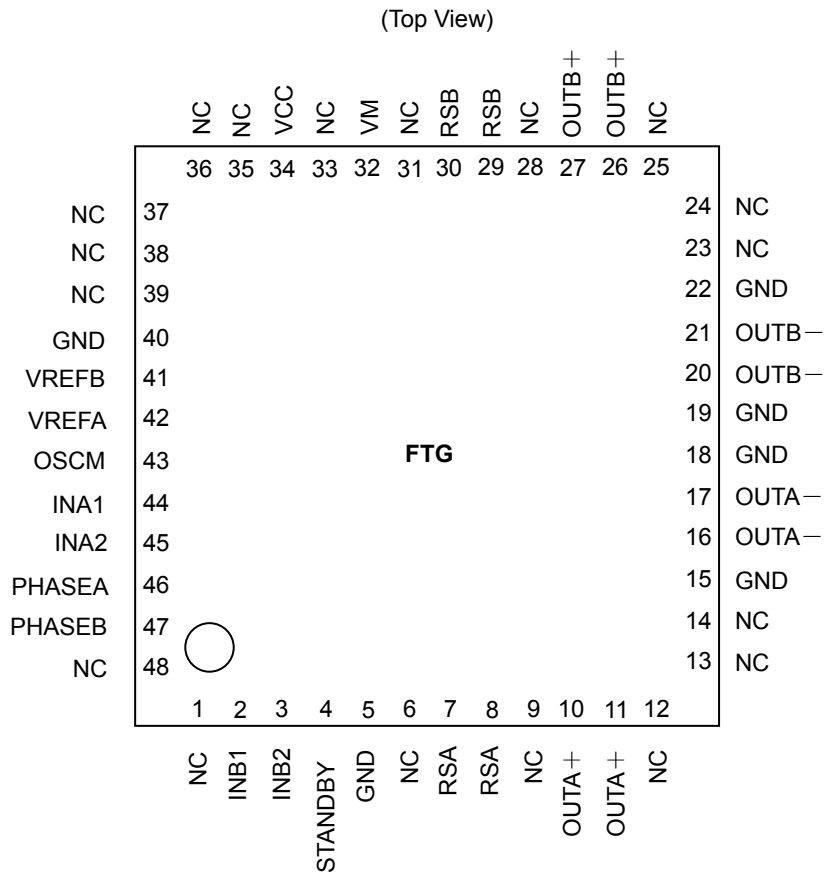 (Top View)
NC NC VCC NC VM NC RSB RSB NC OUTB+ OUTB+ NC
36 35 34 33 32 31 30 29 28 27 26 25
NC 37
NC 38
NC 39
GND 40
VREFB 41
VREFA 42
OSCM 43
INA1 44
INA2 45
PHASEA 46
PHASEB 47
NC 48
FTG
24 NC
23 NC
22 GND
21 OUTB−
20 OUTB−
19 GND
18 GND
17 OUTA−
16 OUTA−
15 GND
14 NC
13 NC
1 2 3 4 5 6 7 8 9 10 11 12
NC INB1 INB2 STANDBY GND NC RSA RSA NC OUTA+ OUTA+ NC